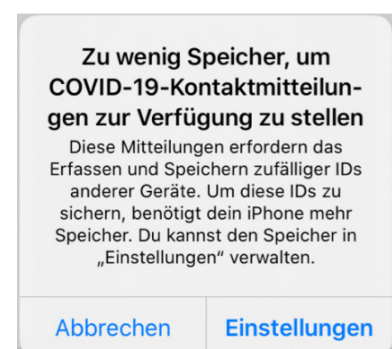 Zu wenig Speicher, um
COVID-19-Kontaktmitteilun-
gen zur Verfügung zu stellen
Diese Mitteilungen erfordern das
Erfassen und Speichern zufälliger IDs
anderer Geräte. Um diese IDs zu
sichern, benötigt dein iPhone mehr
Speicher. Du kannst den Speicher in
„Einstellungen“ verwalten.
Abbrechen
Einstellungen